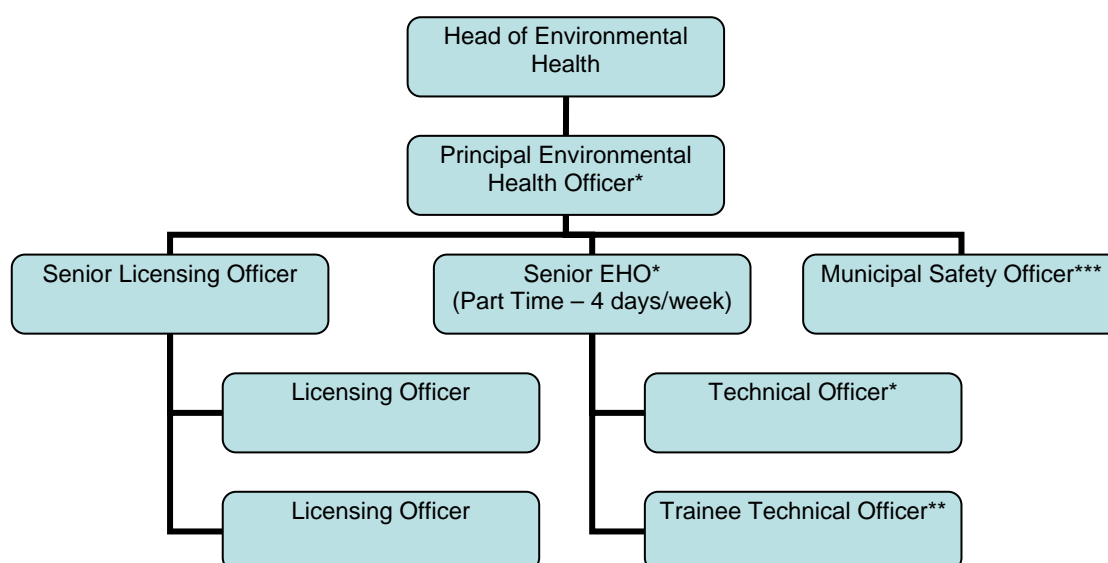 Head of Environmental
Health
Principal Environmental
Health Officer*
Senior Licensing Officer
Senior EHO*
(Part Time – 4 days/week)
Municipal Safety Officer***
Licensing Officer
Technical Officer*
Licensing Officer
Trainee Technical Officer**